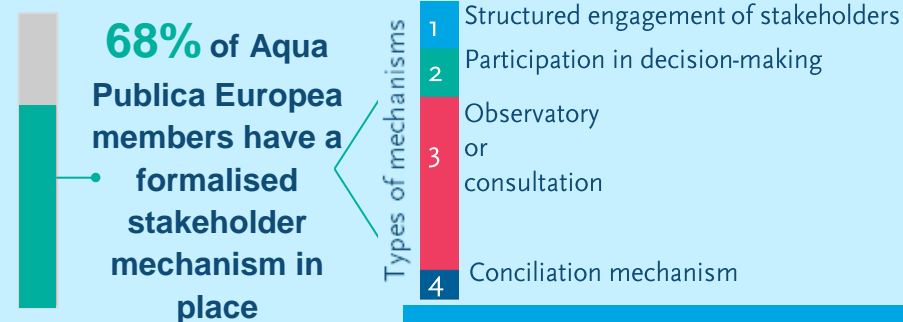 68% of Aqua
Publica Europea
members have a
formalised
stakeholder
mechanism in
place
Types of mechanisms
1 Structured engagement of stakeholders
2 Participation in decision-making
Observatory
3 or
consultation
4 Conciliation mechanism